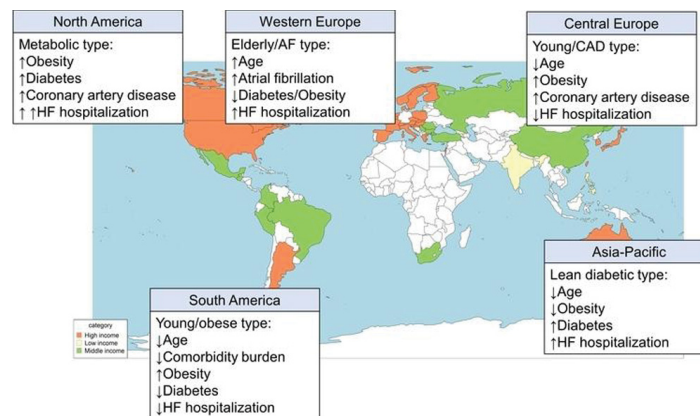 North America
Metabolic type:
↑Obesity
↑Diabetes
↑Coronary artery disease
↑ ↑HF hospitalization
Western Europe
Elderly/AF type:
↑Age
↑Atrial fibrillation
↓Diabetes/Obesity
↑HF hospitalization
Central Europe
Young/CAD type:
↓Age
↑Obesity
↑Coronary artery disease
↓HF hospitalization
Asia-Pacific
Lean diabetic type:
↓Age
↓Obesity
↑Diabetes
↑HF hospitalization
South America
Young/obese type:
↓Age
↓Comorbidity burden
↑Obesity
↓Diabetes
↓HF hospitalization
category
High income
Low income
Middle income